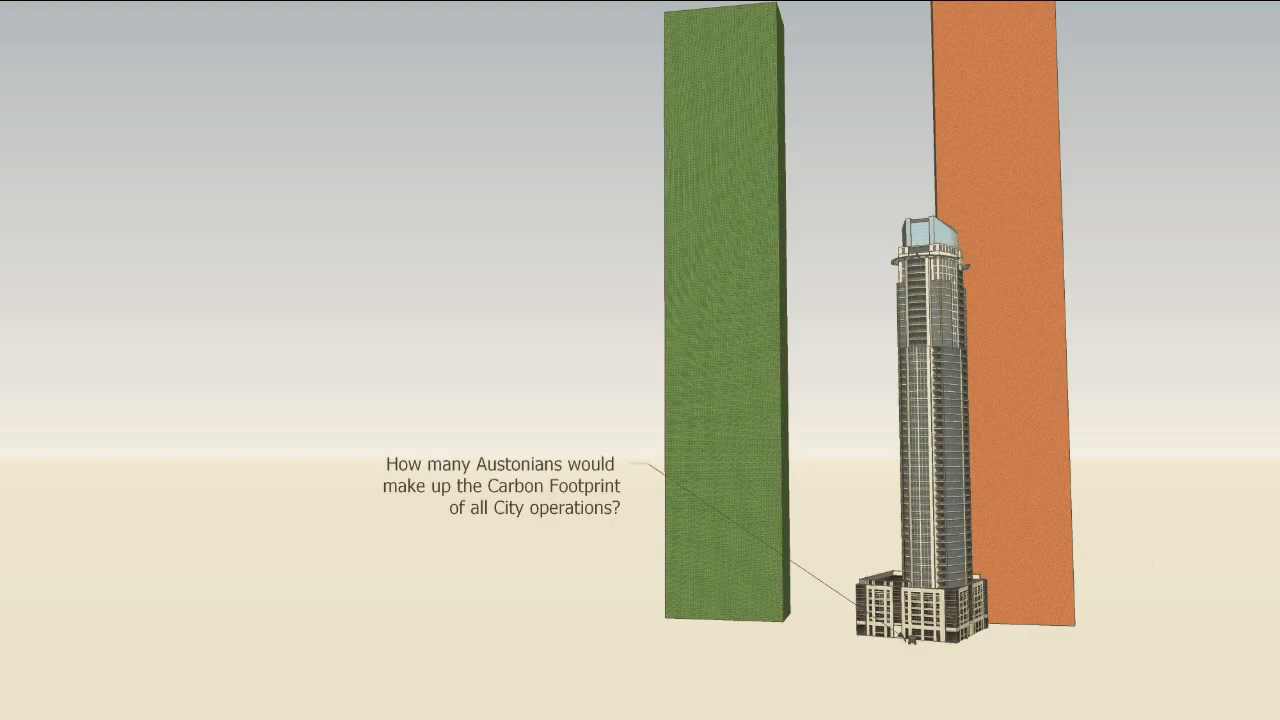 How many Austonians would
make up the Carbon Footprint
of all City operations?